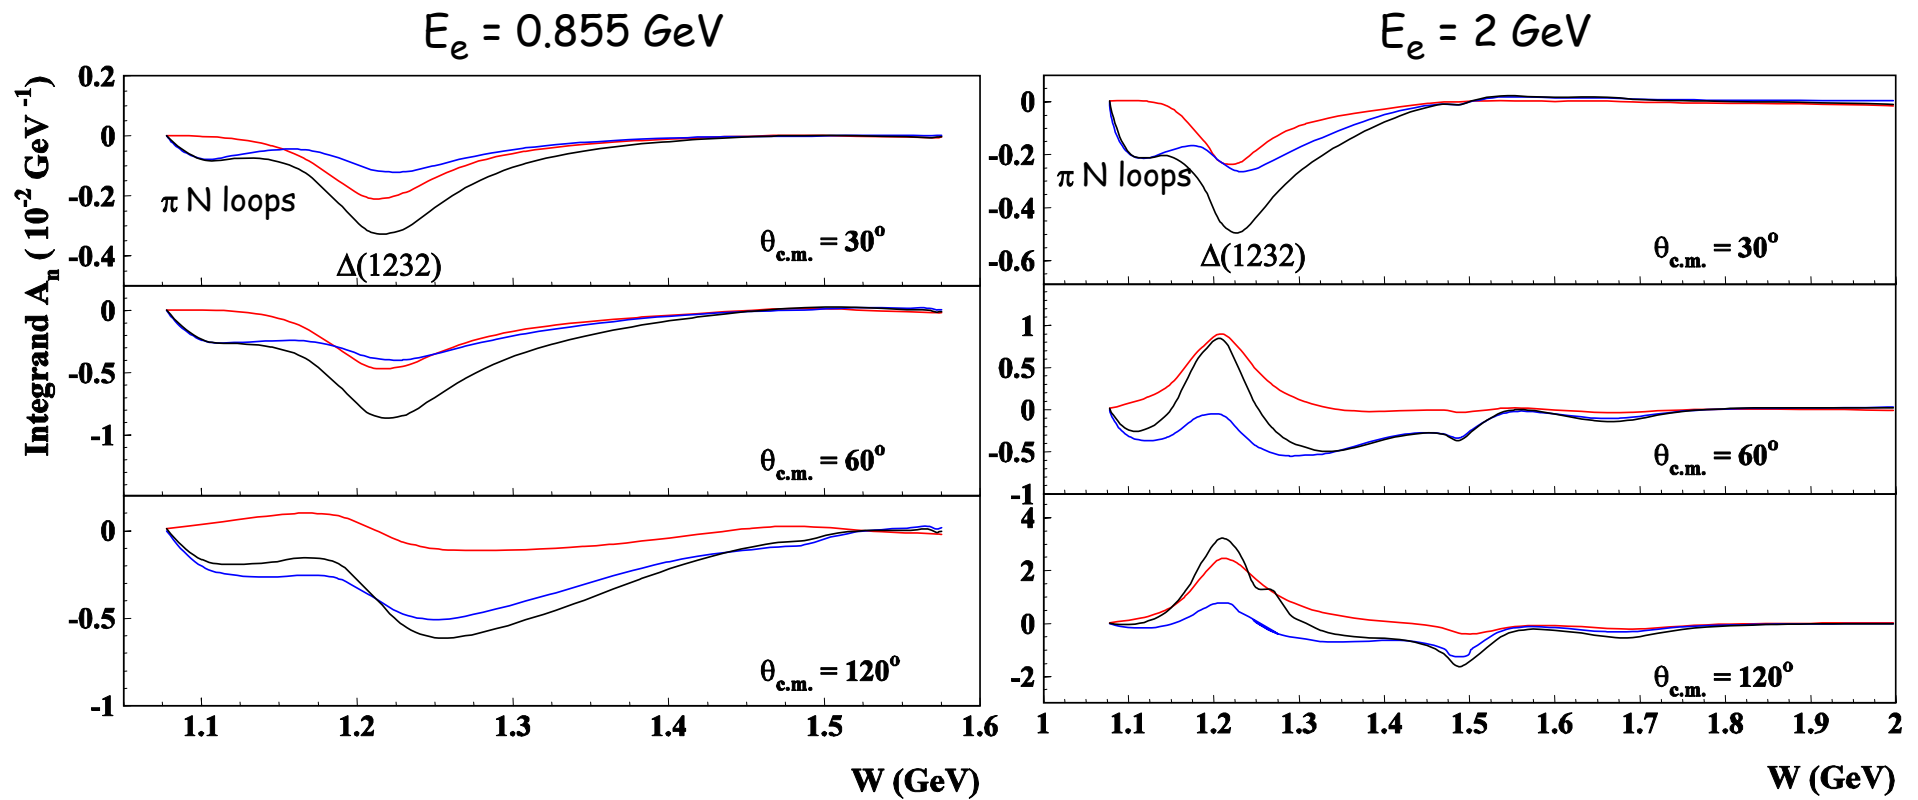 E_e = 0.855 GeV
E_e = 2 GeV
Integrand A_n ( 10^-2 GeV^-1 )
0.2
0
-0.2
-0.4
π N loops
Δ(1232)
θ_c.m. = 30^o
0
-0.5
-1
θ_c.m. = 60^o
0
-0.5
-1
θ_c.m. = 120^o
1.1 1.2 1.3 1.4 1.5 1.6
W (GeV)
0
-0.2
-0.4
-0.6
π N loops
Δ(1232)
θ_c.m. = 30^o
1
0.5
0
-0.5
-1
θ_c.m. = 60^o
4
2
0
-2
θ_c.m. = 120^o
1 1.1 1.2 1.3 1.4 1.5 1.6 1.7 1.8 1.9 2
W (GeV)